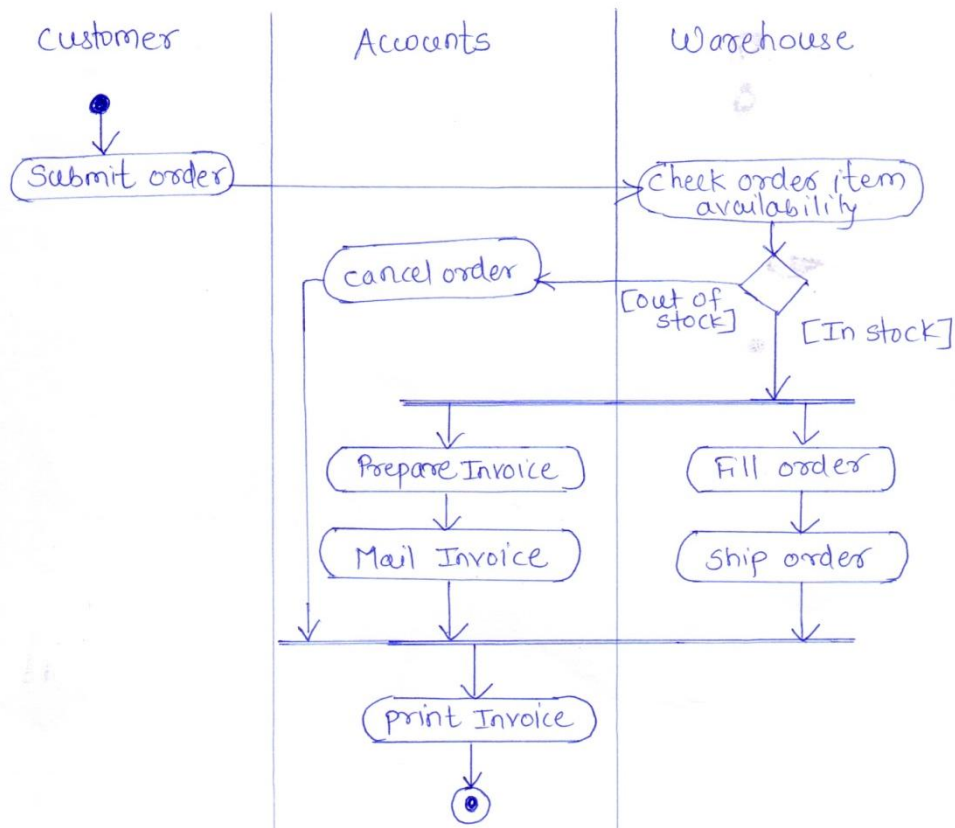 Customer
Accounts
Warehouse
Submit order
Check order item
availability
Cancel order
[Out of
stock]
[In stock]
Prepare Invoice
Fill order
Mail Invoice
Ship order
print Invoice